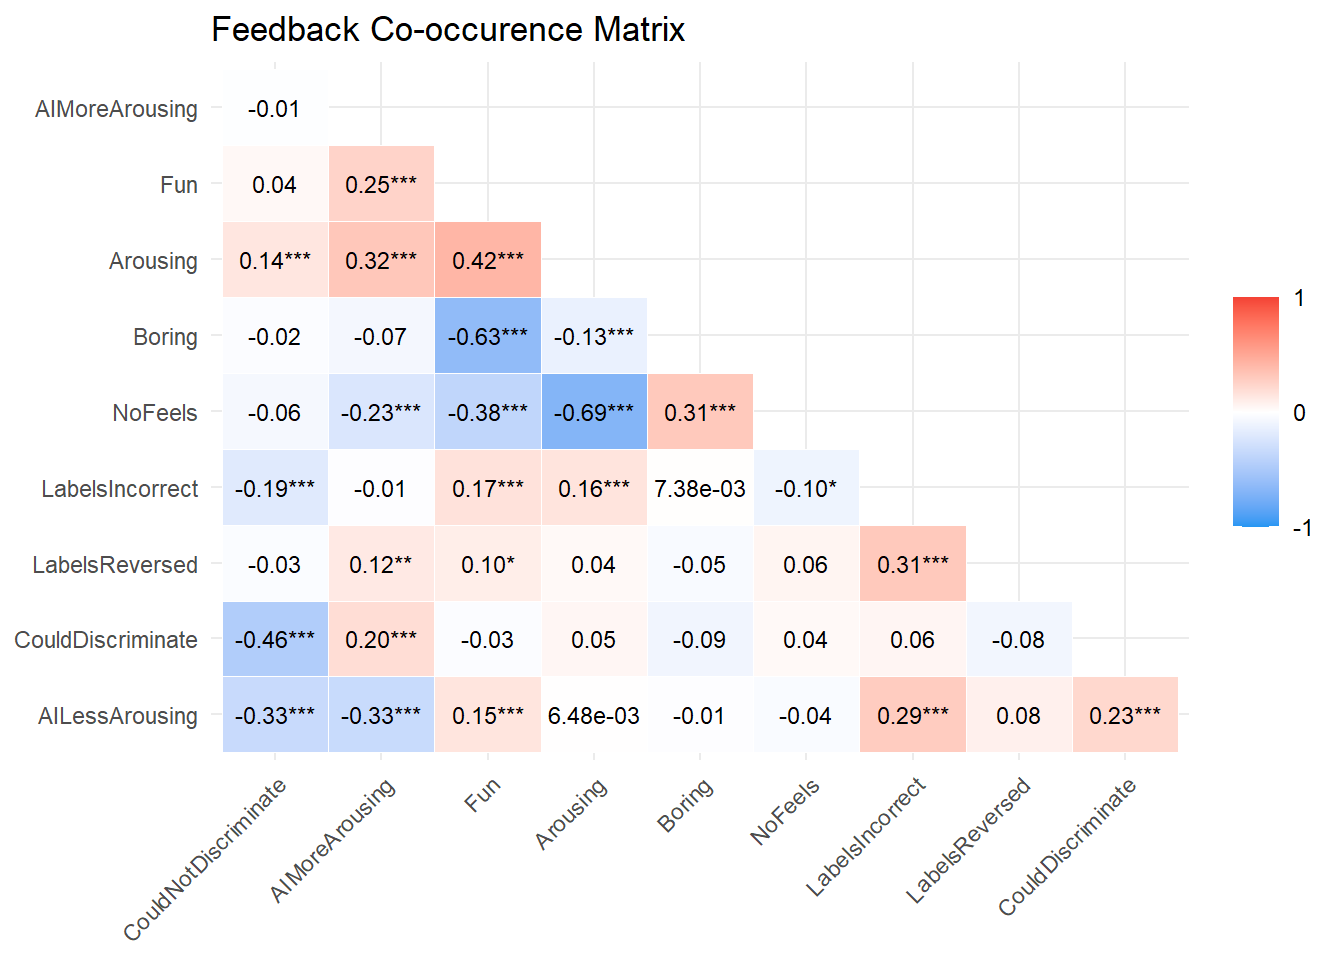 Feedback Co-occurence Matrix
AIMoreArousing -0.01
Fun 0.04 0.25***
Arousing 0.14*** 0.32*** 0.42***
Boring -0.02 -0.07 -0.63*** -0.13***
NoFeels -0.06 -0.23*** -0.38*** -0.69*** 0.31***
LabelsIncorrect -0.19*** -0.01 0.17*** 0.16*** 7.38e-03 -0.10*
LabelsReversed -0.03 0.12** 0.10* 0.04 -0.05 0.06 0.31***
CouldDiscriminate -0.46*** 0.20*** -0.03 0.05 -0.09 0.04 0.06 -0.08
AILessArousing -0.33*** -0.33*** 0.15*** 6.48e-03 -0.01 -0.04 0.29*** 0.08 0.23***
CouldNotDiscriminate AIMoreArousing Fun Arousing Boring NoFeels LabelsIncorrect LabelsReversed CouldDiscriminate
1
0
-1